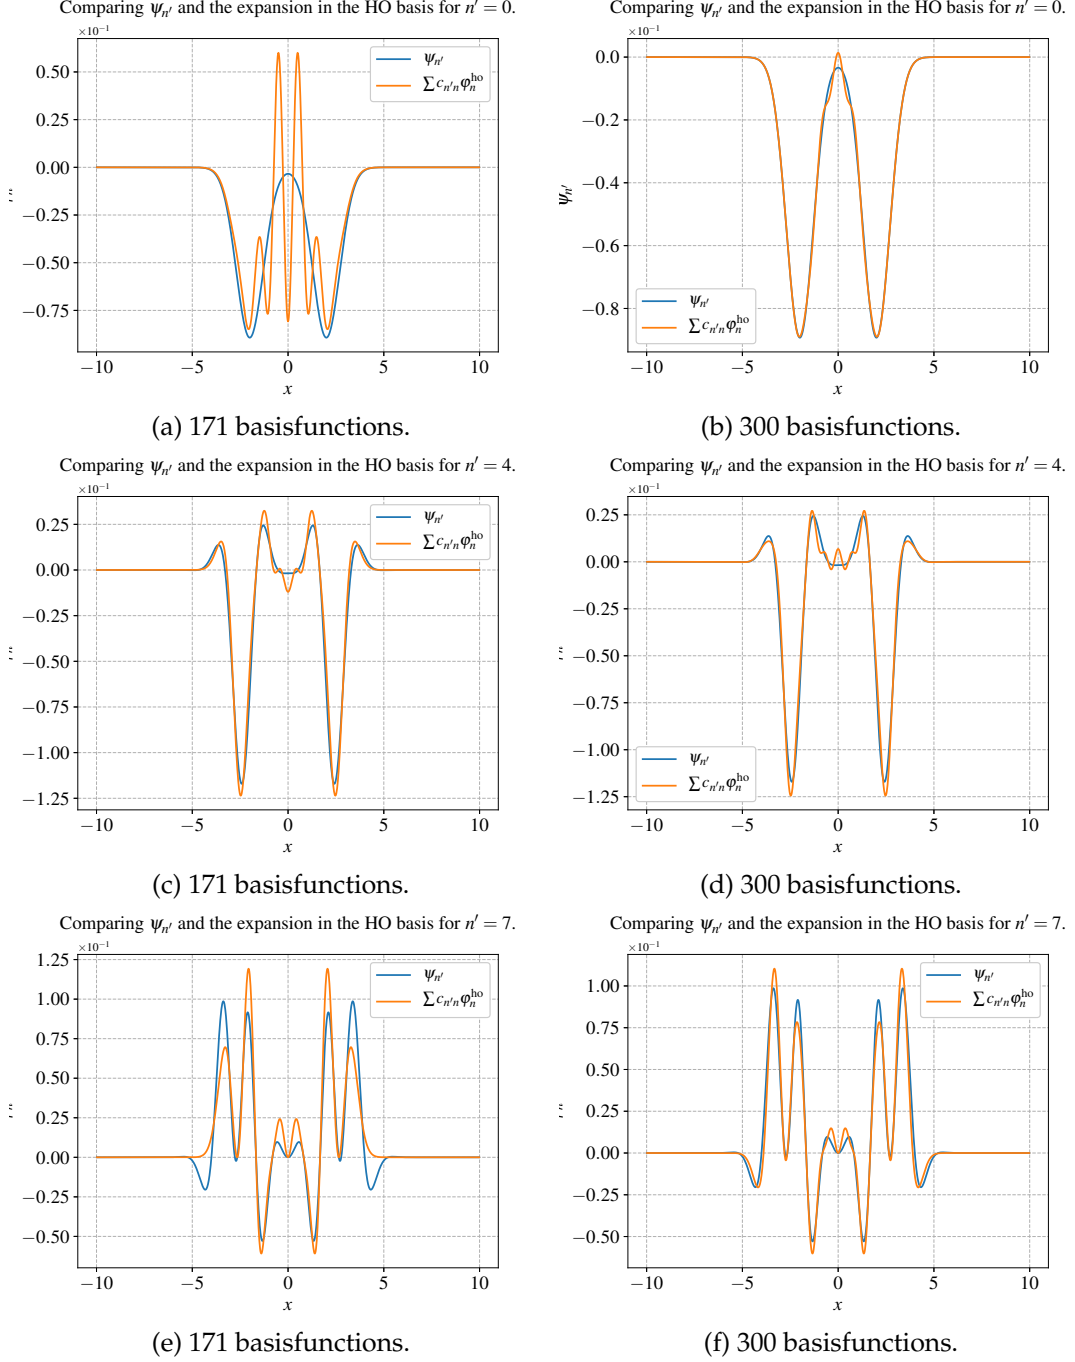 Comparing ψn′ and the expansion in the HO basis for n′ = 0.
×10⁻¹
0.50
0.25
0.00
−0.25
−0.50
−0.75
ψn′
∑ cn′nφnho
−10 −5 0 5 10
x
(a) 171 basisfunctions.
Comparing ψn′ and the expansion in the HO basis for n′ = 0.
×10⁻¹
0.0
−0.2
−0.4
−0.6
−0.8
ψn′
ψn′
∑ cn′nφnho
−10 −5 0 5 10
x
(b) 300 basisfunctions.
Comparing ψn′ and the expansion in the HO basis for n′ = 4.
×10⁻¹
0.25
0.00
−0.25
−0.50
−0.75
−1.00
−1.25
ψn′
∑ cn′nφnho
−10 −5 0 5 10
x
(c) 171 basisfunctions.
Comparing ψn′ and the expansion in the HO basis for n′ = 4.
×10⁻¹
0.25
0.00
−0.25
−0.50
−0.75
−1.00
−1.25
ψn′
∑ cn′nφnho
−10 −5 0 5 10
x
(d) 300 basisfunctions.
Comparing ψn′ and the expansion in the HO basis for n′ = 7.
×10⁻¹
1.25
1.00
0.75
0.50
0.25
0.00
−0.25
−0.50
ψn′
∑ cn′nφnho
−10 −5 0 5 10
x
(e) 171 basisfunctions.
Comparing ψn′ and the expansion in the HO basis for n′ = 7.
×10⁻¹
1.00
0.75
0.50
0.25
0.00
−0.25
−0.50
ψn′
∑ cn′nφnho
−10 −5 0 5 10
x
(f) 300 basisfunctions.